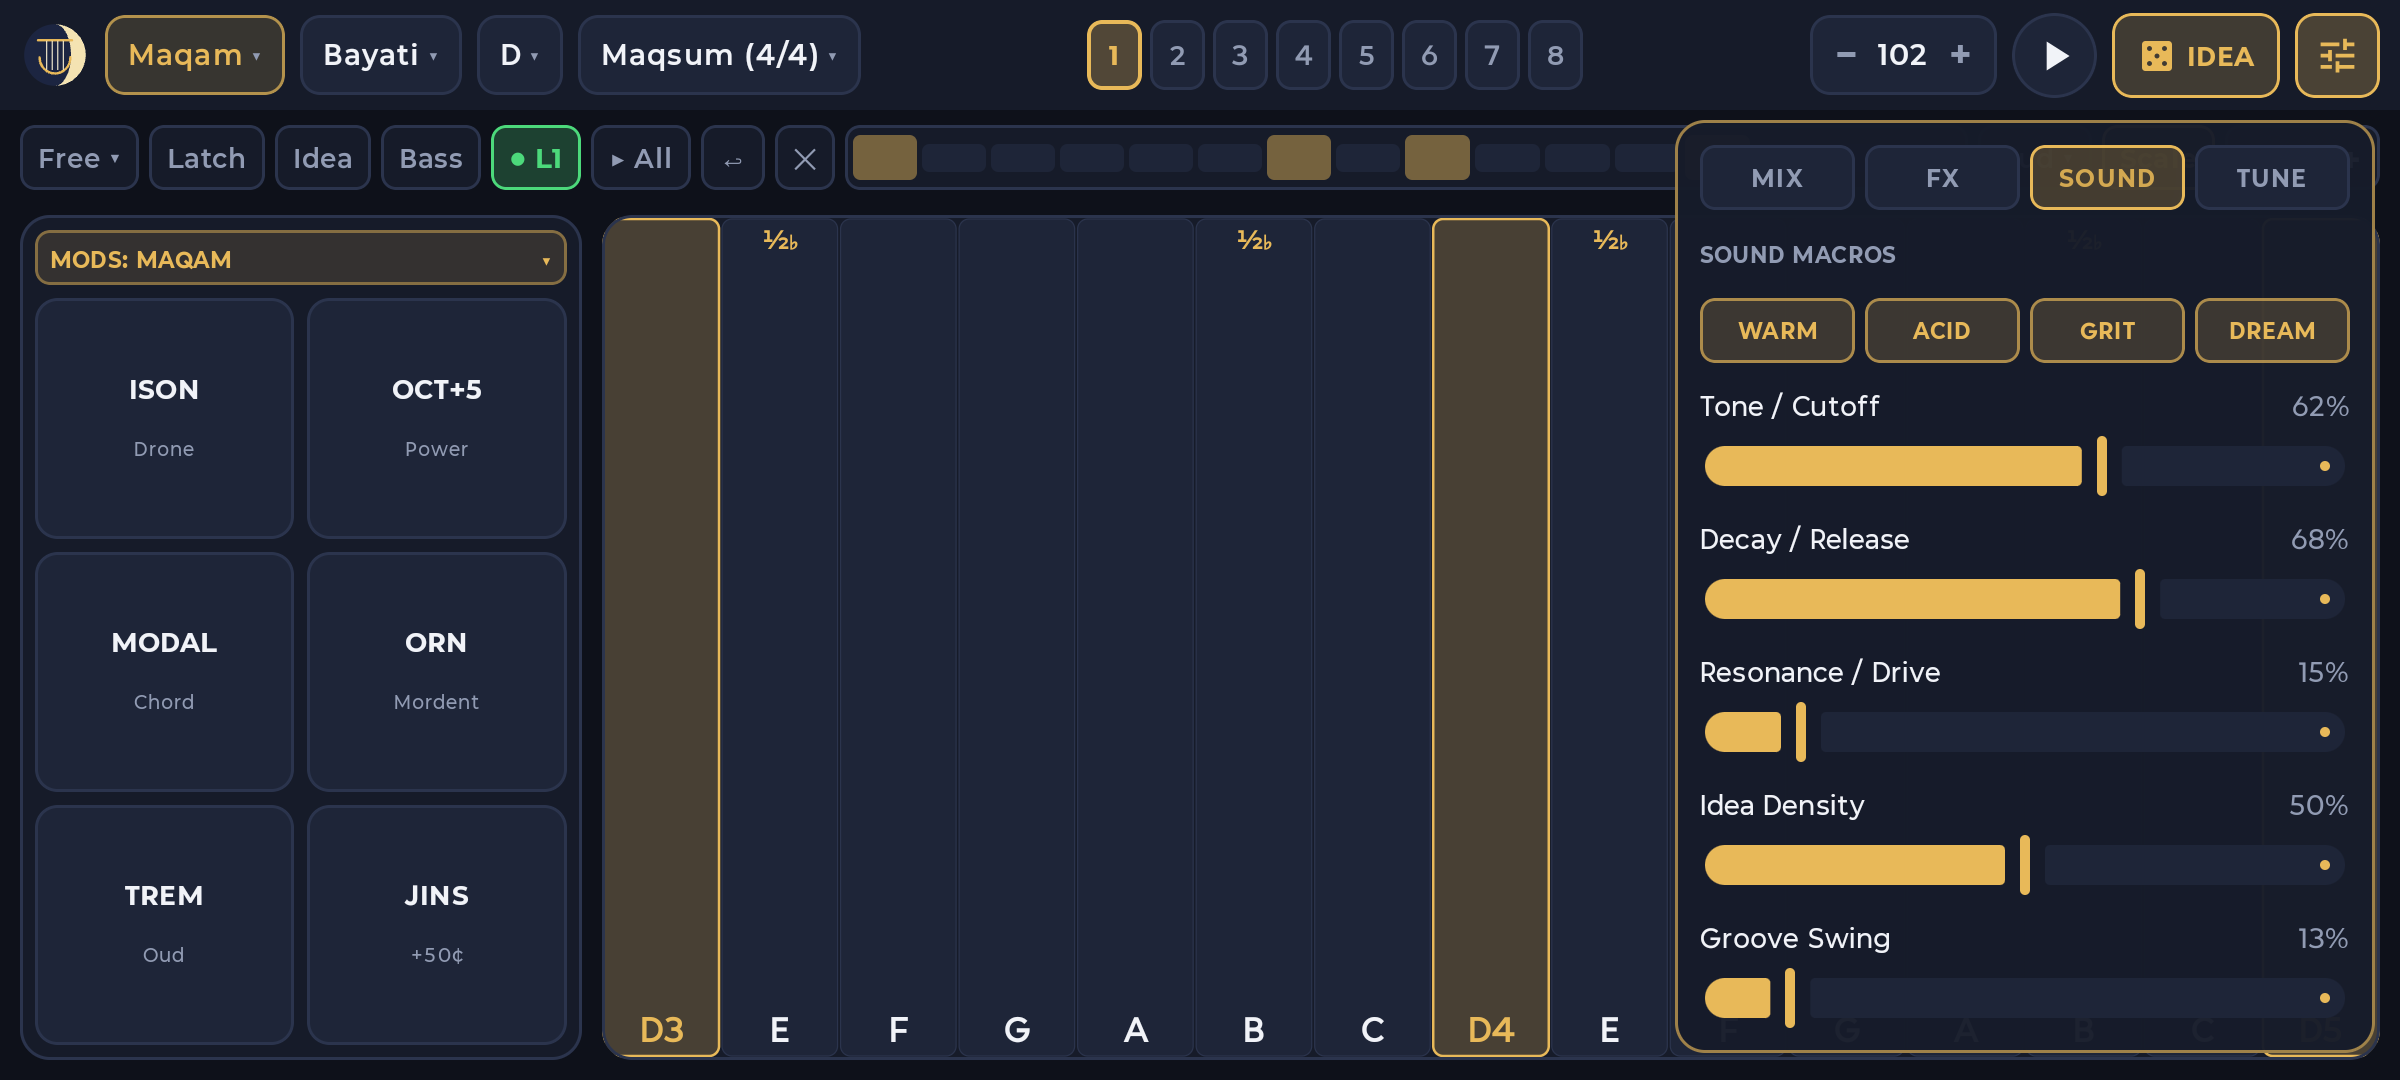 Maqam ▾ Bayati ▾ D ▾ Maqsum (4/4) ▾ 1 2 3 4 5 6 7 8 − 102 + ▶ IDEA
Free ▾ Latch Idea Bass ● L1 ▸ All ↩ ×
MIX FX SOUND TUNE
MODS: MAQAM ▾
ISON
Drone
OCT+5
Power
MODAL
Chord
ORN
Mordent
TREM
Oud
JINS
+50¢
½♭ ½♭ ½♭ ½♭
D3 E F G A B C D4 E F G A B C D5
SOUND MACROS
WARM ACID GRIT DREAM
Tone / Cutoff 62%
Decay / Release 68%
Resonance / Drive 15%
Idea Density 50%
Groove Swing 13%